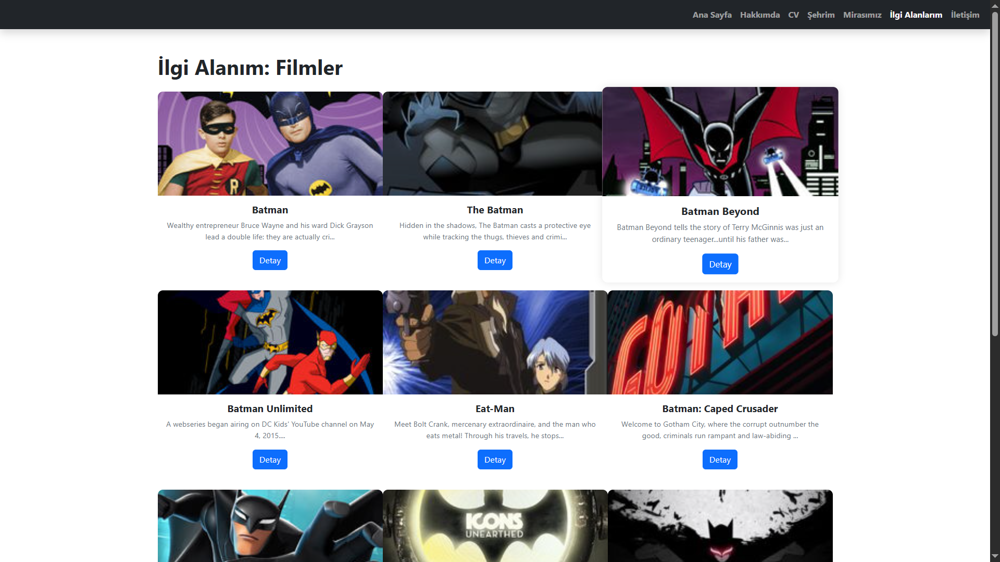 Ana Sayfa Hakkımda CV Şehrim Mirasımız İlgi Alanlarım İletişim
İlgi Alanım: Filmler
R
Batman
Wealthy entrepreneur Bruce Wayne and his ward Dick Grayson
lead a double life: they are actually cri...
Detay
The Batman
Hidden in the shadows, The Batman casts a protective eye
while tracking the thugs, thieves and crimi...
Detay
Batman Beyond
Batman Beyond tells the story of Terry McGinnis was just an
ordinary teenager...until his father was...
Detay
Batman Unlimited
A webseries began airing on DC Kids' YouTube channel on May
4, 2015....
Detay
Eat-Man
Meet Bolt Crank, mercenary extraordinaire, and the man who
eats metal! Through his travels, he stops...
Detay
GOTHA
Batman: Caped Crusader
Welcome to Gotham City, where the corrupt outnumber the
good, criminals run rampant and law-abiding ...
Detay
ICONS
UNEARTHED